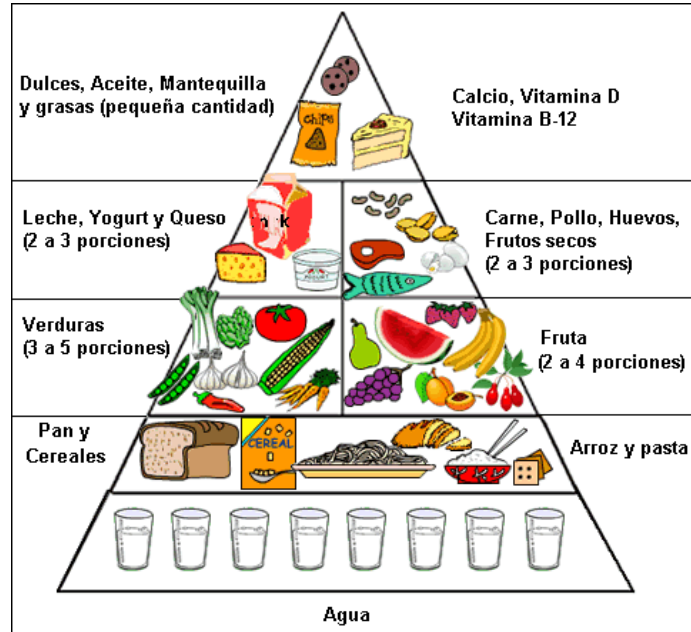 Dulces, Aceite, Mantequilla
y grasas (pequeña cantidad)
Calcio, Vitamina D
Vitamina B-12
chips
Leche, Yogurt y Queso
(2 a 3 porciones)
Carne, Pollo, Huevos,
Frutos secos
(2 a 3 porciones)
YOGURT
Verduras
(3 a 5 porciones)
Fruta
(2 a 4 porciones)
Pan y
Cereales
CEREAL
Arroz y pasta
Agua